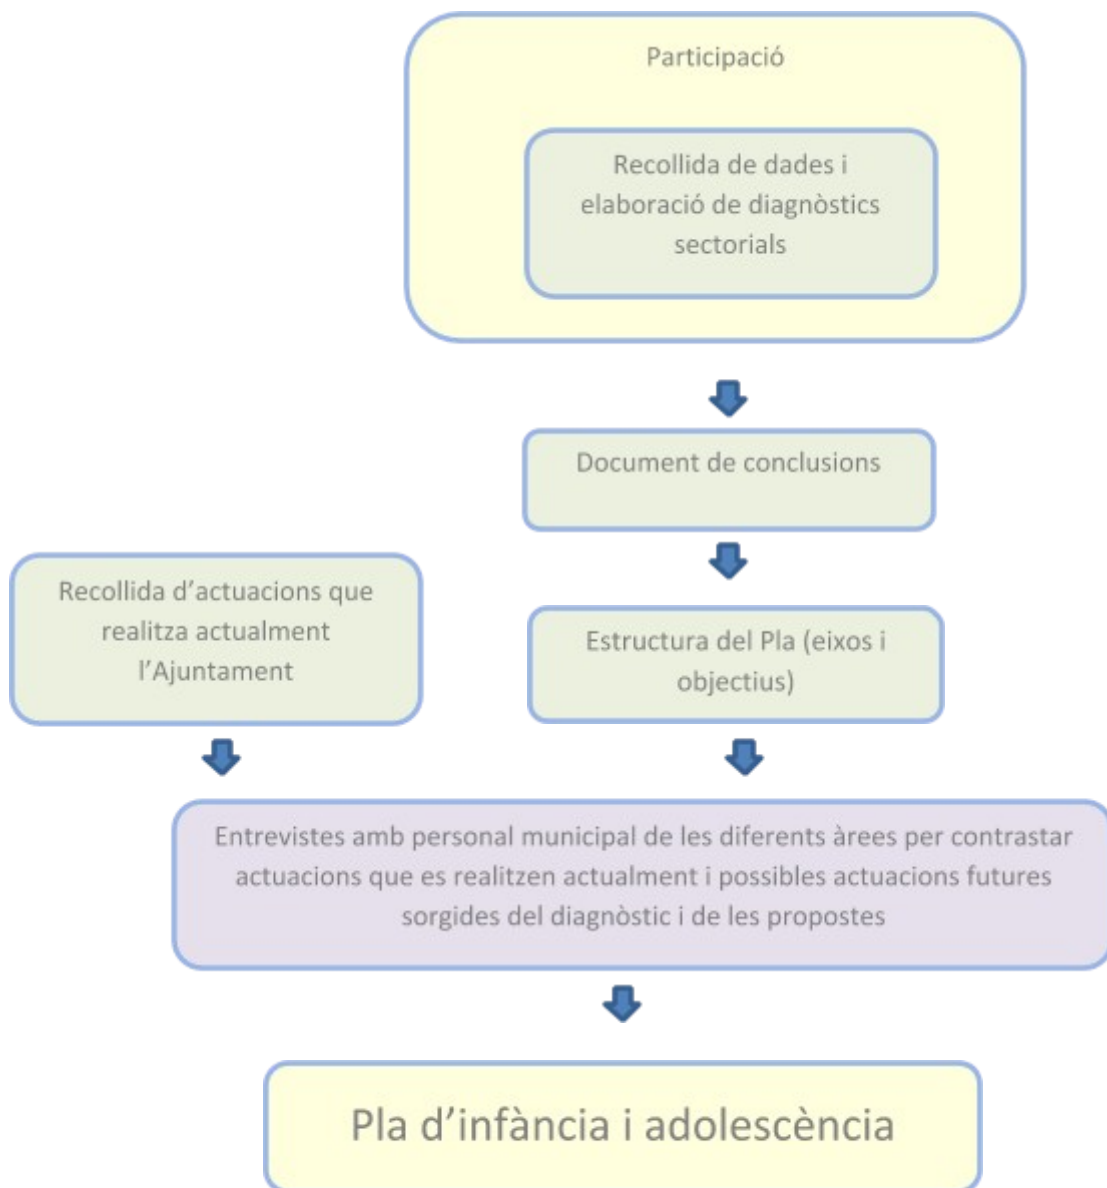 Participació
Recollida de dades i
elaboració de diagnòstics
sectorials
Document de conclusions
Recollida d’actuacions que
realitza actualment
l’Ajuntament
Estructura del Pla (eixos i
objectius)
Entrevistes amb personal municipal de les diferents àrees per contrastar
actuacions que es realitzen actualment i possibles actuacions futures
sorgides del diagnòstic i de les propostes
Pla d’infància i adolescència